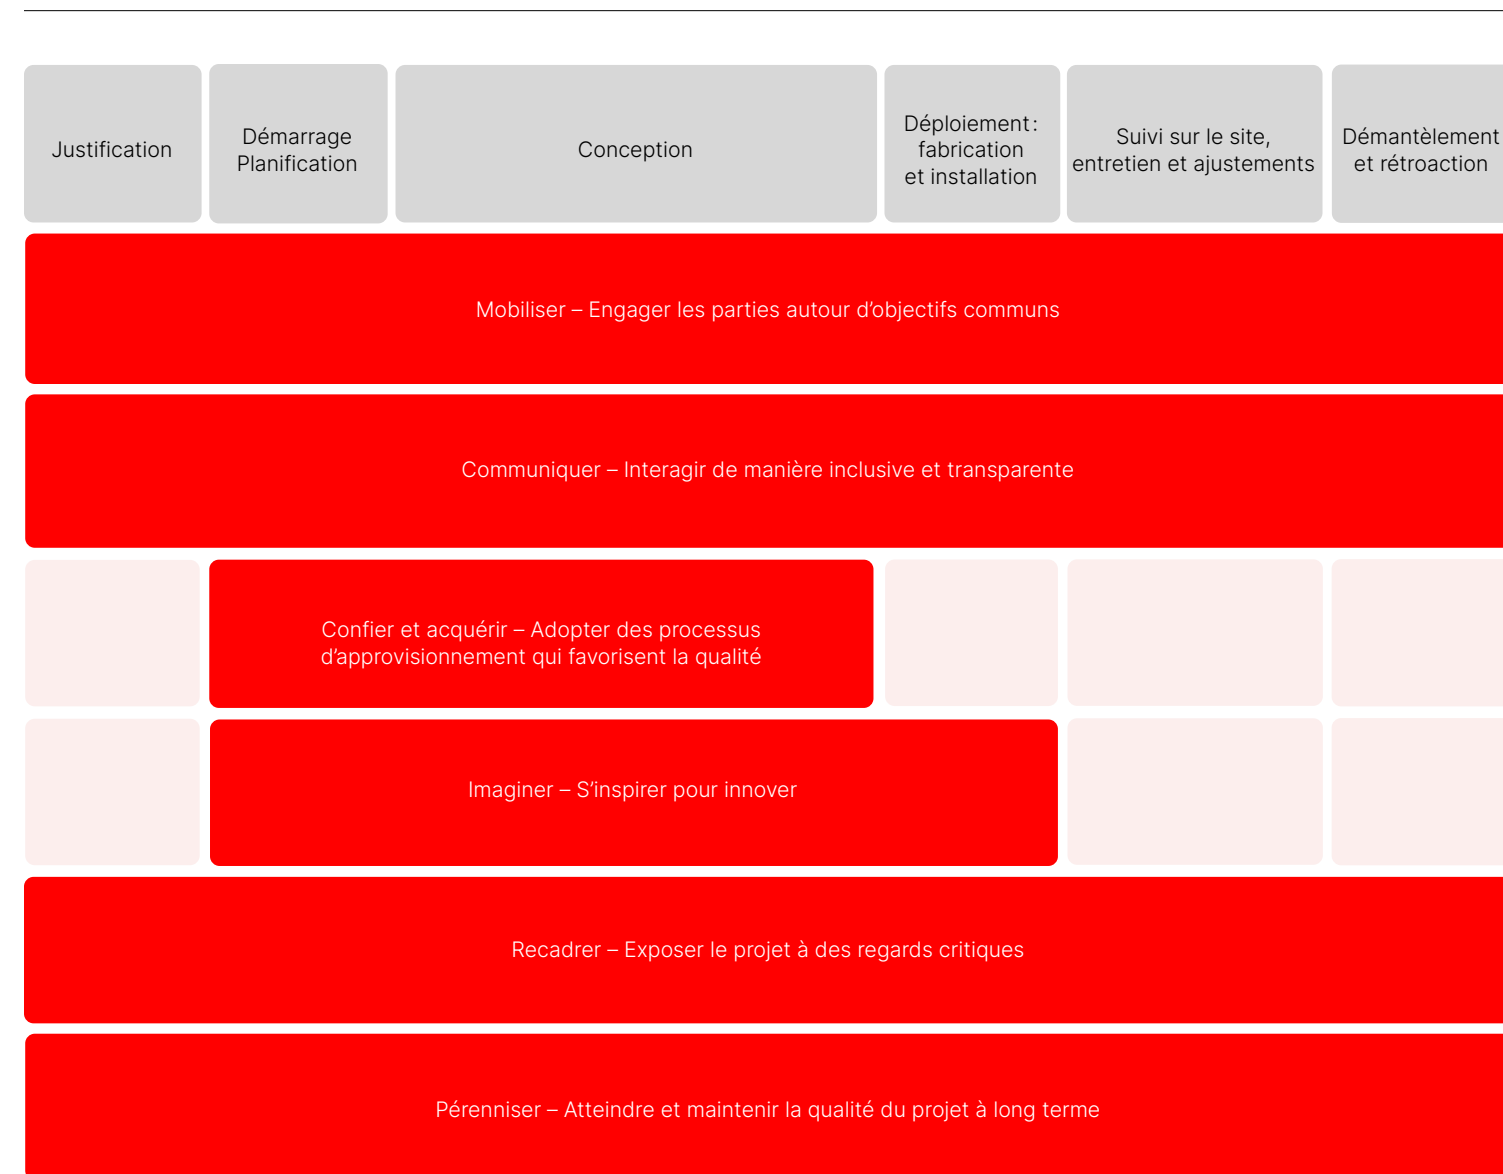 Justification
Démarrage
Planification
Conception
Déploiement :
fabrication
et installation
Suivi sur le site,
entretien et ajustements
Démantèlement
et rétroaction
Mobiliser – Engager les parties autour d’objectifs communs
Communiquer – Interagir de manière inclusive et transparente
Confier et acquérir – Adopter des processus
d’approvisionnement qui favorisent la qualité
Imaginer – S’inspirer pour innover
Recadrer – Exposer le projet à des regards critiques
Pérenniser – Atteindre et maintenir la qualité du projet à long terme